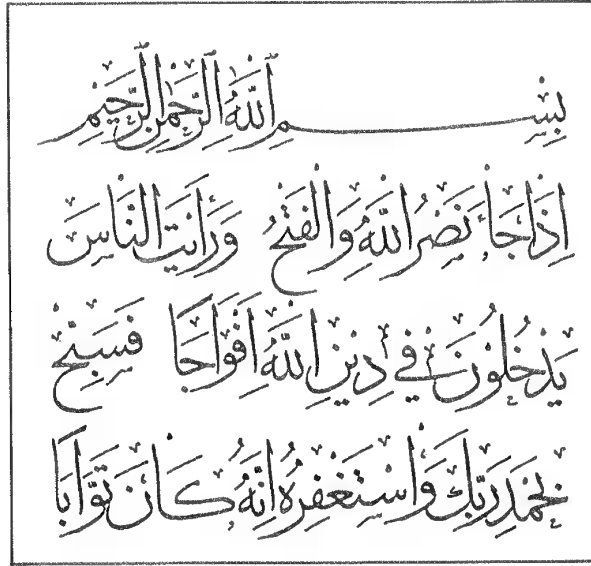 بِسْمِ اللَّهِ الرَّحْمَٰنِ الرَّحِيمِ
إِذَا جَاءَ نَصْرُ اللَّهِ وَالْفَتْحُ وَرَأَيْتَ النَّاسَ
يَدْخُلُونَ فِي دِينِ اللَّهِ أَفْوَاجًا فَسَبِّحْ
بِحَمْدِ رَبِّكَ وَاسْتَغْفِرْهُ إِنَّهُ كَانَ تَوَّابًا